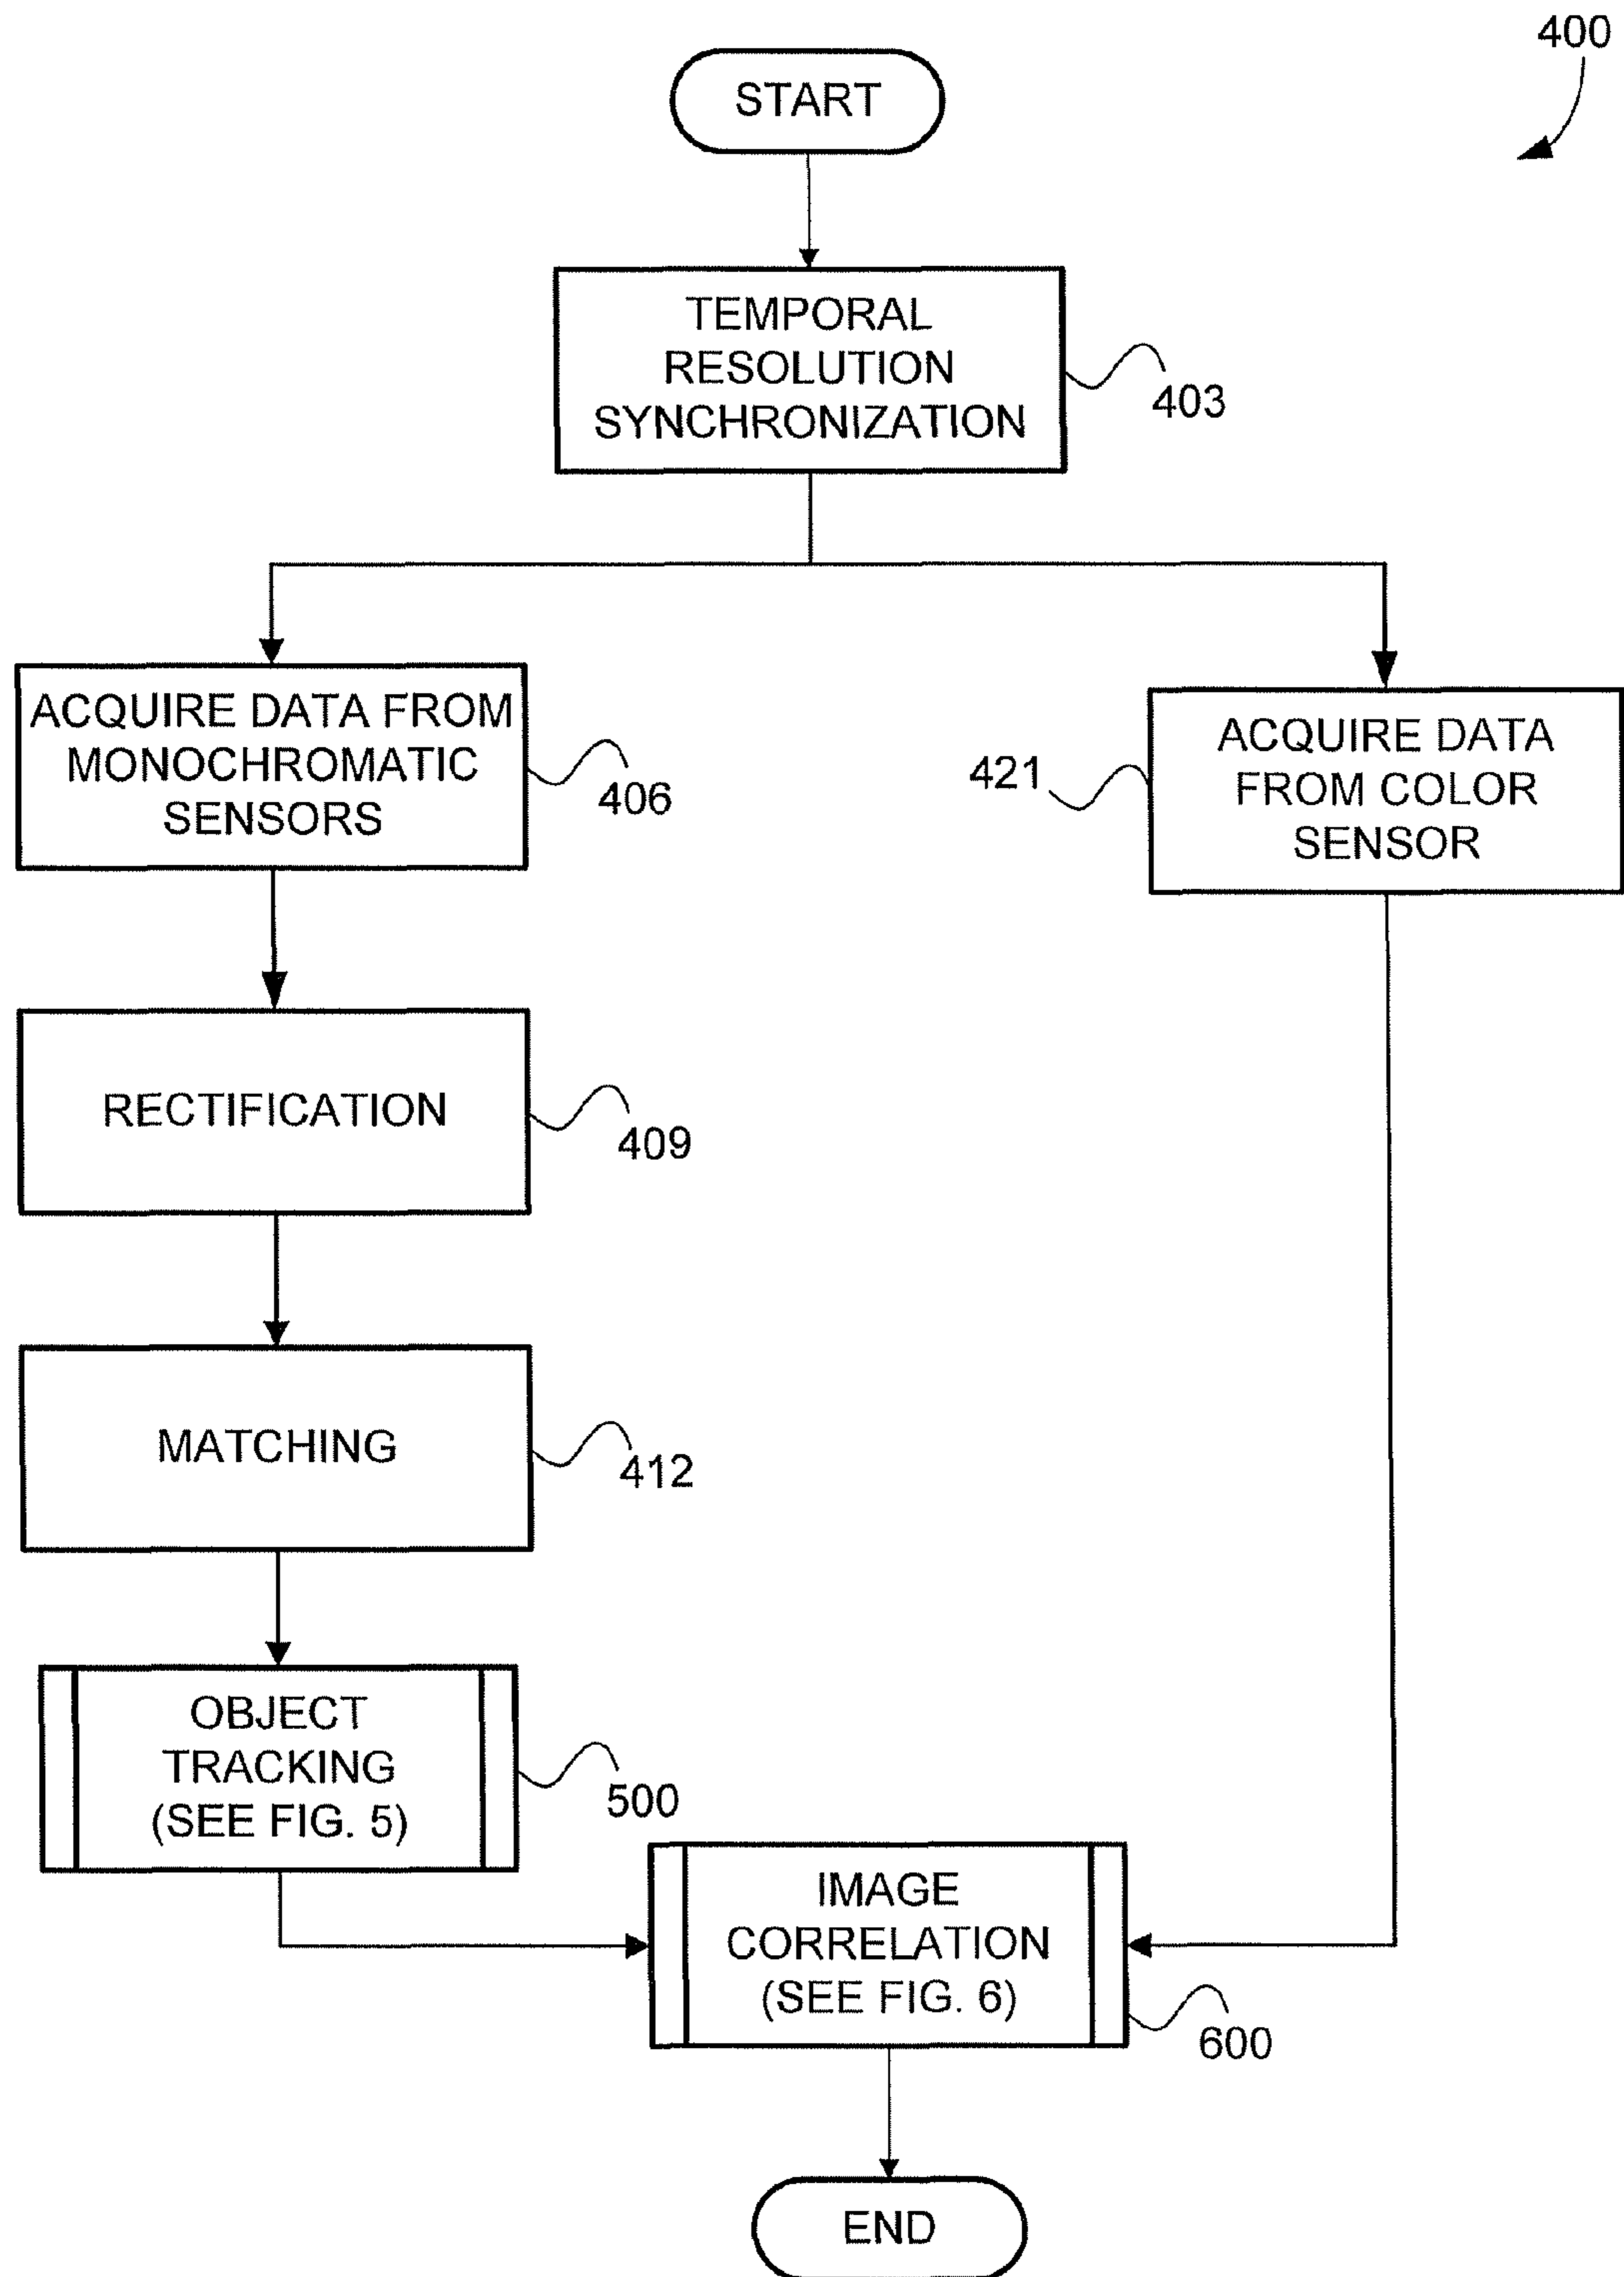 400
START
TEMPORAL
RESOLUTION
SYNCHRONIZATION
403
ACQUIRE DATA FROM
MONOCHROMATIC
SENSORS
406
421
ACQUIRE DATA
FROM COLOR
SENSOR
RECTIFICATION
409
MATCHING
412
OBJECT
TRACKING
(SEE FIG. 5)
500
IMAGE
CORRELATION
(SEE FIG. 6)
600
END